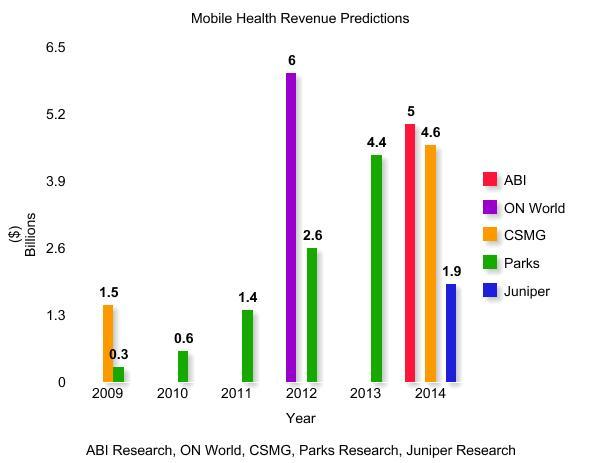 Mobile Health Revenue Predictions
6.5
5.2
3.9
2.6
1.3
0
($)
Billions
1.5
0.3
0.6
1.4
6
2.6
4.4
5
4.6
1.9
2009
2010
2011
2012
2013
2014
Year
ABI
ON World
CSMG
Parks
Juniper
ABI Research, ON World, CSMG, Parks Research, Juniper Research